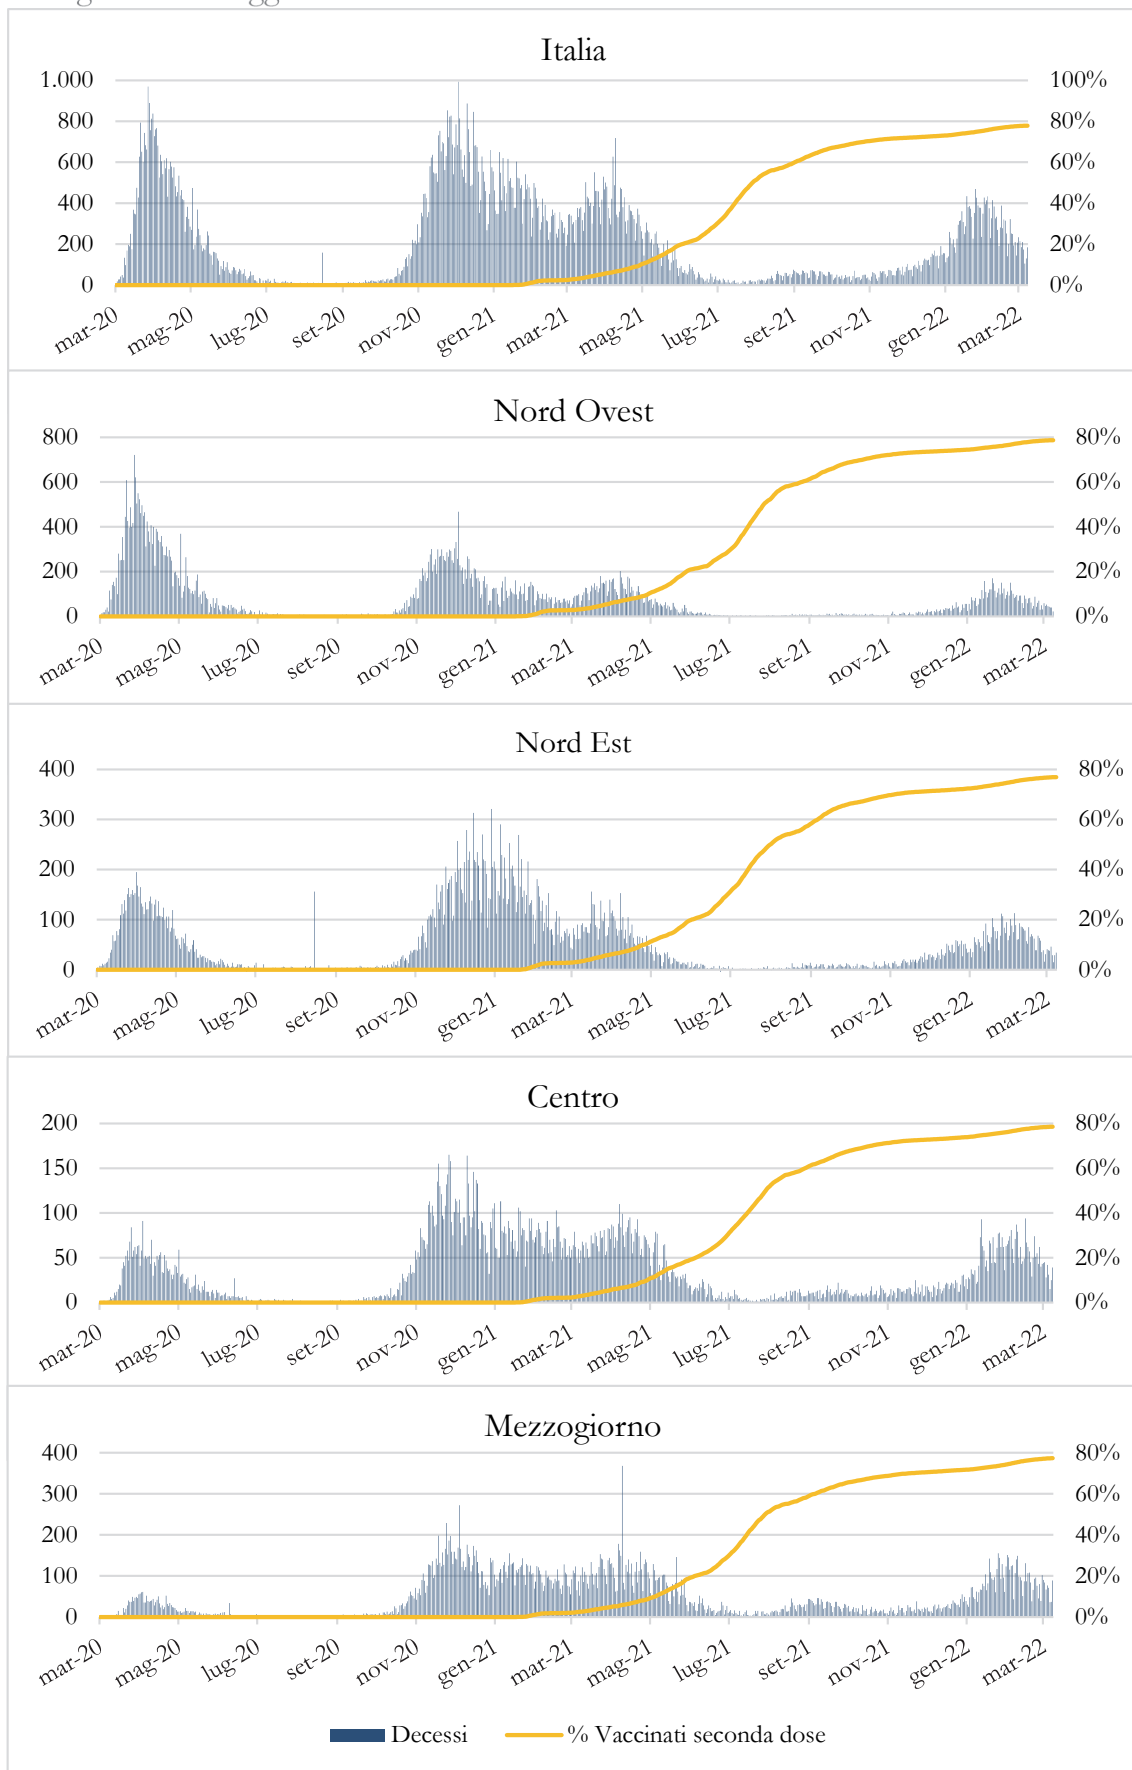 Italia
1.000 100%
800 80%
600 60%
400 40%
200 20%
0 0%
mar-20 mag-20 lug-20 set-20 nov-20 gen-21 mar-21 mag-21 lug-21 set-21 nov-21 gen-22 mar-22
Nord Ovest
800 80%
600 60%
400 40%
200 20%
0 0%
mar-20 mag-20 lug-20 set-20 nov-20 gen-21 mar-21 mag-21 lug-21 set-21 nov-21 gen-22 mar-22
Nord Est
400 80%
300 60%
200 40%
100 20%
0 0%
mar-20 mag-20 lug-20 set-20 nov-20 gen-21 mar-21 mag-21 lug-21 set-21 nov-21 gen-22 mar-22
Centro
200 80%
150 60%
100 40%
50 20%
0 0%
mar-20 mag-20 lug-20 set-20 nov-20 gen-21 mar-21 mag-21 lug-21 set-21 nov-21 gen-22 mar-22
Mezzogiorno
400 80%
300 60%
200 40%
100 20%
0 0%
mar-20 mag-20 lug-20 set-20 nov-20 gen-21 mar-21 mag-21 lug-21 set-21 nov-21 gen-22 mar-22
Decessi % Vaccinati seconda dose